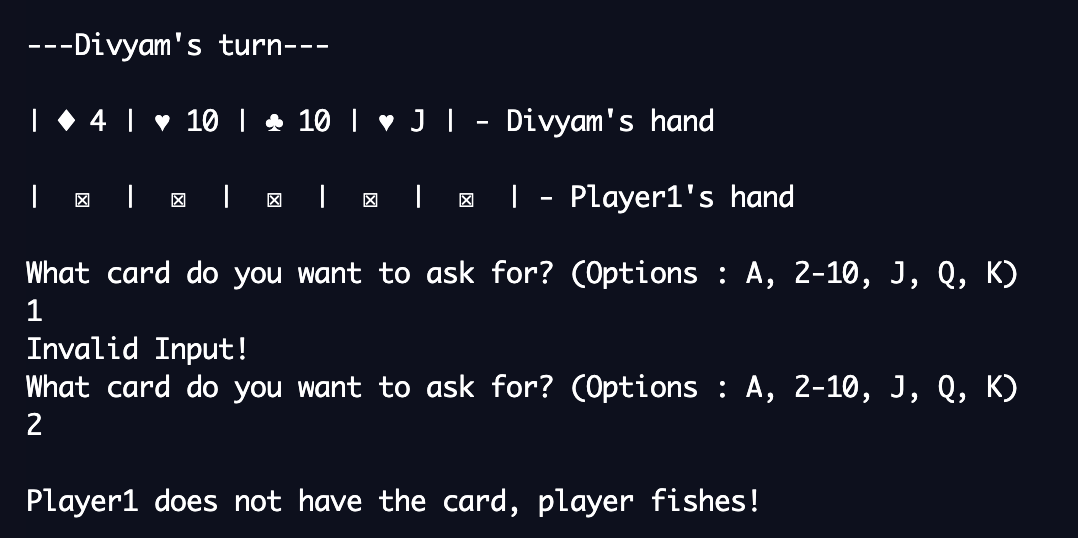 ---Divyam's turn---
| ♦ 4 | ♥ 10 | ♣ 10 | ♥ J | - Divyam's hand
| ☒ | ☒ | ☒ | ☒ | ☒ | - Player1's hand
What card do you want to ask for? (Options : A, 2-10, J, Q, K)
1
Invalid Input!
What card do you want to ask for? (Options : A, 2-10, J, Q, K)
2
Player1 does not have the card, player fishes!